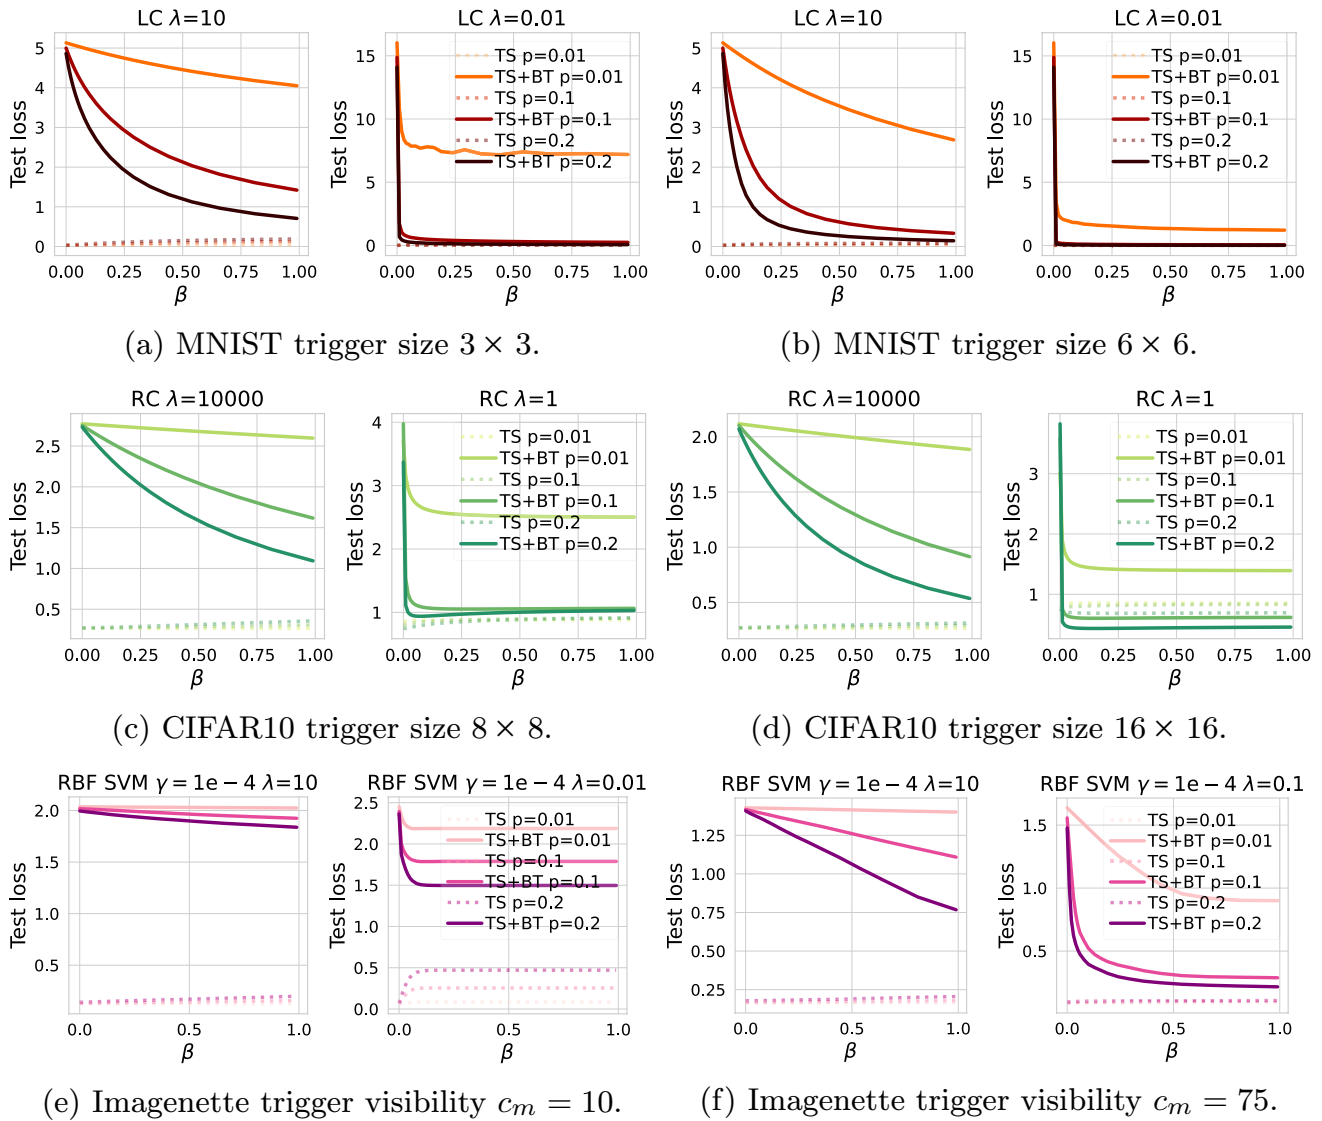 LC λ=10
LC λ=0.01
LC λ=10
LC λ=0.01
Test loss
5
4
3
2
1
0
0.00 0.25 0.50 0.75 1.00
β
Test loss
15
10
5
0
0.00 0.25 0.50 0.75 1.00
β
TS p=0.01
TS+BT p=0.01
TS p=0.1
TS+BT p=0.1
TS p=0.2
TS+BT p=0.2
Test loss
5
4
3
2
1
0
0.00 0.25 0.50 0.75 1.00
β
Test loss
15
10
5
0
0.00 0.25 0.50 0.75 1.00
β
TS p=0.01
TS+BT p=0.01
TS p=0.1
TS+BT p=0.1
TS p=0.2
TS+BT p=0.2
(a) MNIST trigger size 3 × 3.
(b) MNIST trigger size 6 × 6.
RC λ=10000
RC λ=1
RC λ=10000
RC λ=1
Test loss
2.5
2.0
1.5
1.0
0.5
0.00 0.25 0.50 0.75 1.00
β
Test loss
4
3
2
1
0.00 0.25 0.50 0.75 1.00
β
TS p=0.01
TS+BT p=0.01
TS p=0.1
TS+BT p=0.1
TS p=0.2
TS+BT p=0.2
Test loss
2.0
1.5
1.0
0.5
0.00 0.25 0.50 0.75 1.00
β
Test loss
3
2
1
0.00 0.25 0.50 0.75 1.00
β
TS p=0.01
TS+BT p=0.01
TS p=0.1
TS+BT p=0.1
TS p=0.2
TS+BT p=0.2
(c) CIFAR10 trigger size 8 × 8.
(d) CIFAR10 trigger size 16 × 16.
RBF SVM γ = 1e − 4 λ=10
RBF SVM γ = 1e − 4 λ=0.01
RBF SVM γ = 1e − 4 λ=10
RBF SVM γ = 1e − 4 λ=0.1
Test loss
2.0
1.5
1.0
0.5
0.0 0.5 1.0
β
Test loss
2.5
2.0
1.5
1.0
0.5
0.0
0.0 0.5 1.0
β
TS p=0.01
TS+BT p=0.01
TS p=0.1
TS+BT p=0.1
TS p=0.2
TS+BT p=0.2
Test loss
1.25
1.00
0.75
0.50
0.25
0.0 0.5 1.0
β
Test loss
1.5
1.0
0.5
0.0 0.5 1.0
β
TS p=0.01
TS+BT p=0.01
TS p=0.1
TS+BT p=0.1
TS p=0.2
TS+BT p=0.2
(e) Imagenette trigger visibility cₘ = 10.
(f) Imagenette trigger visibility cₘ = 75.